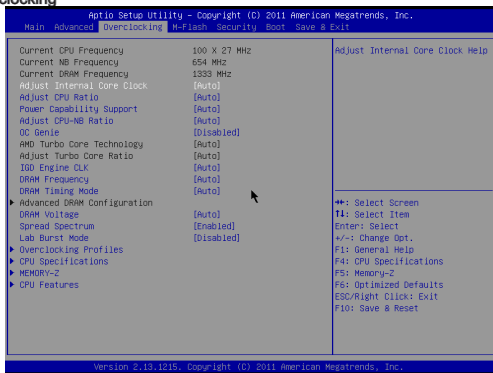 clocking
Aptio Setup Utility – Copyright (C) 2011 American Megatrends, Inc.
Main Advanced Overclocking M-Flash Security Boot Save & Exit
Current CPU Frequency 100 X 27 MHz
Current NB Frequency 654 MHz
Current DRAM Frequency 1333 MHz
Adjust Internal Core Clock [Auto]
Adjust CPU Ratio [Auto]
Power Capability Support [Auto]
Adjust CPU-NB Ratio [Auto]
OC Genie [Disabled]
AMD Turbo Core Technology [Auto]
Adjust Turbo Core Ratio [Auto]
IGD Engine CLK [Auto]
DRAM Frequency [Auto]
DRAM Timing Mode [Auto]
Advanced DRAM Configuration
DRAM Voltage [Auto]
Spread Spectrum [Enabled]
Lab Burst Mode [Disabled]
Overclocking Profiles
CPU Specifications
MEMORY-Z
CPU Features
Adjust Internal Core Clock Help
→←: Select Screen
↑↓: Select Item
Enter: Select
+/-: Change Opt.
F1: General Help
F4: CPU Specifications
F5: Memory-Z
F6: Optimized Defaults
ESC/Right Click: Exit
F10: Save & Reset
Version 2.13.1215. Copyright (C) 2011 American Megatrends, Inc.